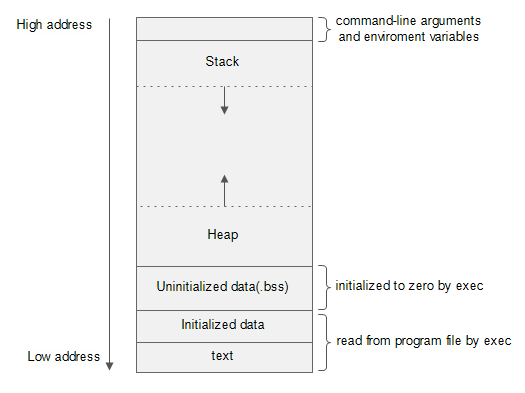 High address
command-line arguments
and enviroment variables
Stack
Heap
Uninitialized data(.bss)
initialized to zero by exec
Initialized data
read from program file by exec
Low address
text